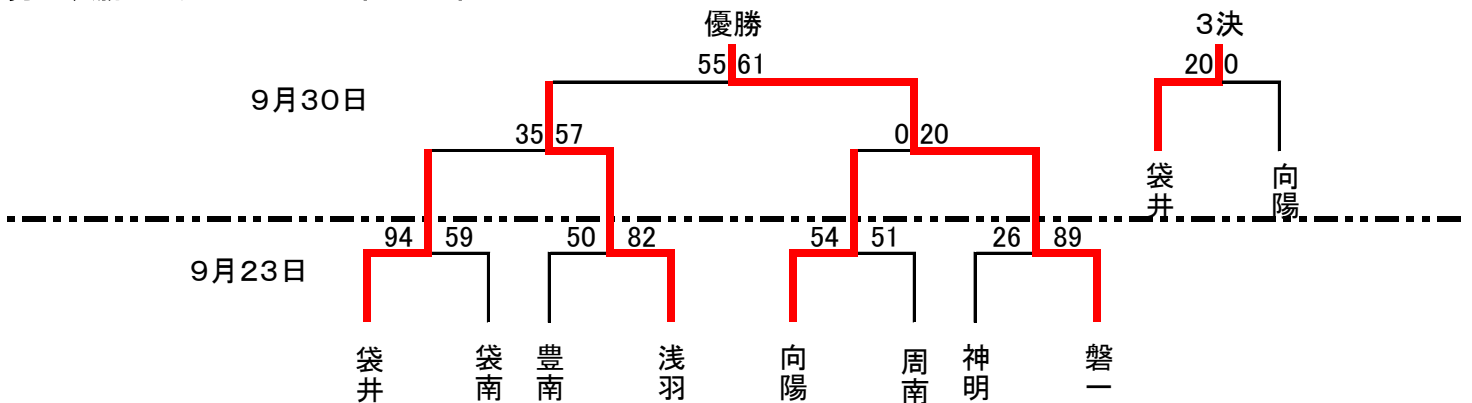 優勝
3決
55 61
20 0
9月30日
35 57
0 20
袋井
向陽
94 59
50 82
54 51
26 89
9月23日
袋井
袋南
豊南
浅羽
向陽
周南
神明
磐一